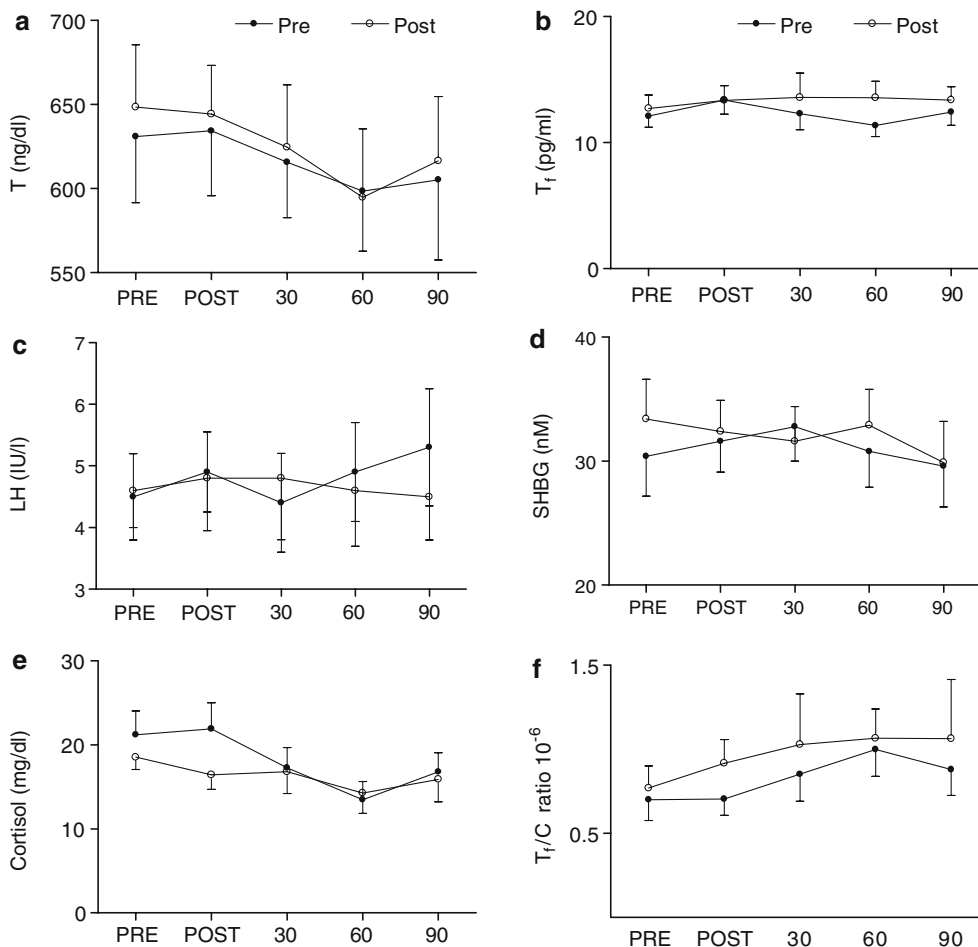 a
Pre
Post
T (ng/dl)
700
650
600
550
PRE POST 30 60 90
b
Pre
Post
T_f (pg/ml)
20
10
0
PRE POST 30 60 90
c
LH (IU/l)
7
6
5
4
3
PRE POST 30 60 90
d
SHBG (nM)
40
30
20
PRE POST 30 60 90
e
Cortisol (mg/dl)
30
20
10
0
PRE POST 30 60 90
f
T_f/C ratio 10^-6
1.5
0.5
PRE POST 30 60 90